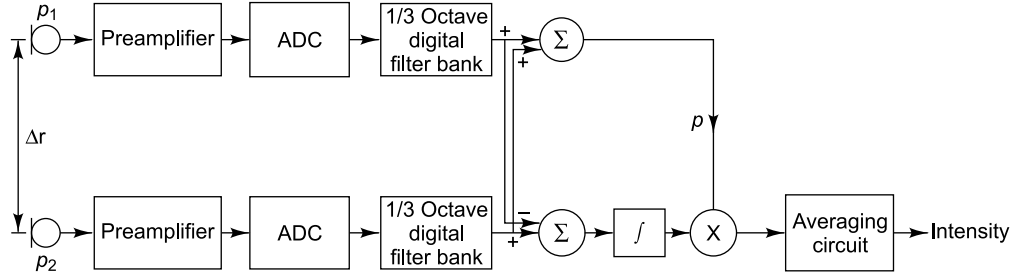 p₁
Preamplifier
ADC
1/3 Octave
digital
filter bank
+
+
Σ
Δr
p
p₂
Preamplifier
ADC
1/3 Octave
digital
filter bank
−
+
Σ
∫
X
Averaging
circuit
Intensity